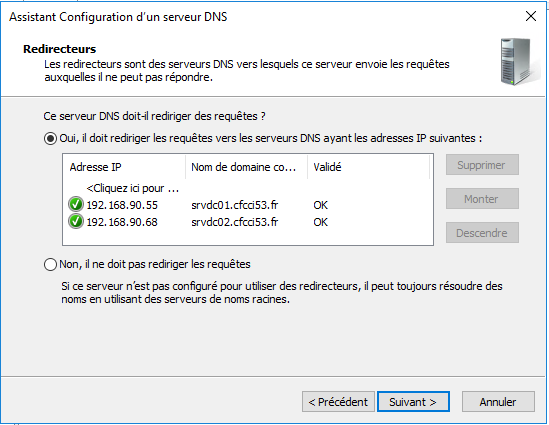 Assistant Configuration d'un serveur DNS
Redirecteurs
Les redirecteurs sont des serveurs DNS vers lesquels ce serveur envoie les requêtes
auxquelles il ne peut pas répondre.
Ce serveur DNS doit-il rediriger des requêtes ?
Oui, il doit rediriger les requêtes vers les serveurs DNS ayant les adresses IP suivantes :
Adresse IP Nom de domaine co... Validé
<Cliquez ici pour ...
192.168.90.55 srvdc01.cfcci53.fr OK
192.168.90.68 srvdc02.cfcci53.fr OK
Supprimer
Monter
Descendre
Non, il ne doit pas rediriger les requêtes
Si ce serveur n'est pas configuré pour utiliser des redirecteurs, il peut toujours résoudre des
noms en utilisant des serveurs de noms racines.
< Précédent Suivant > Annuler